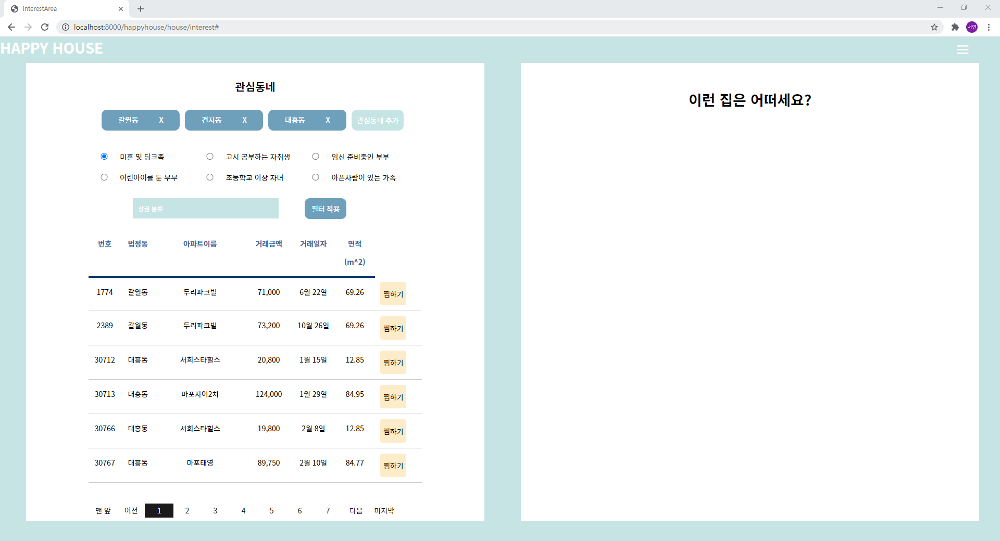 interestArea
localhost:8000/happyhouse/house/interest#
서연
HAPPY HOUSE
관심동네
갈월동 X 견지동 X 대흥동 X 관심동네 추가
미혼 및 딩크족 고시 공부하는 자취생 임신 준비중인 부부
어린아이를 둔 부부 초등학교 이상 자녀 아픈사람이 있는 가족
상권 분류 필터 적용
번호 법정동 아파트이름 거래금액 거래일자 면적
(m^2)
1774 갈월동 두리파크빌 71,000 6월 22일 69.26 찜하기
2389 갈월동 두리파크빌 73,200 10월 26일 69.26 찜하기
30712 대흥동 서희스타힐스 20,800 1월 15일 12.85 찜하기
30713 대흥동 마포자이2차 124,000 1월 29일 84.95 찜하기
30766 대흥동 서희스타힐스 19,800 2월 8일 12.85 찜하기
30767 대흥동 마포태영 89,750 2월 10일 84.77 찜하기
맨 앞 이전 1 2 3 4 5 6 7 다음 마지막
이런 집은 어떠세요?